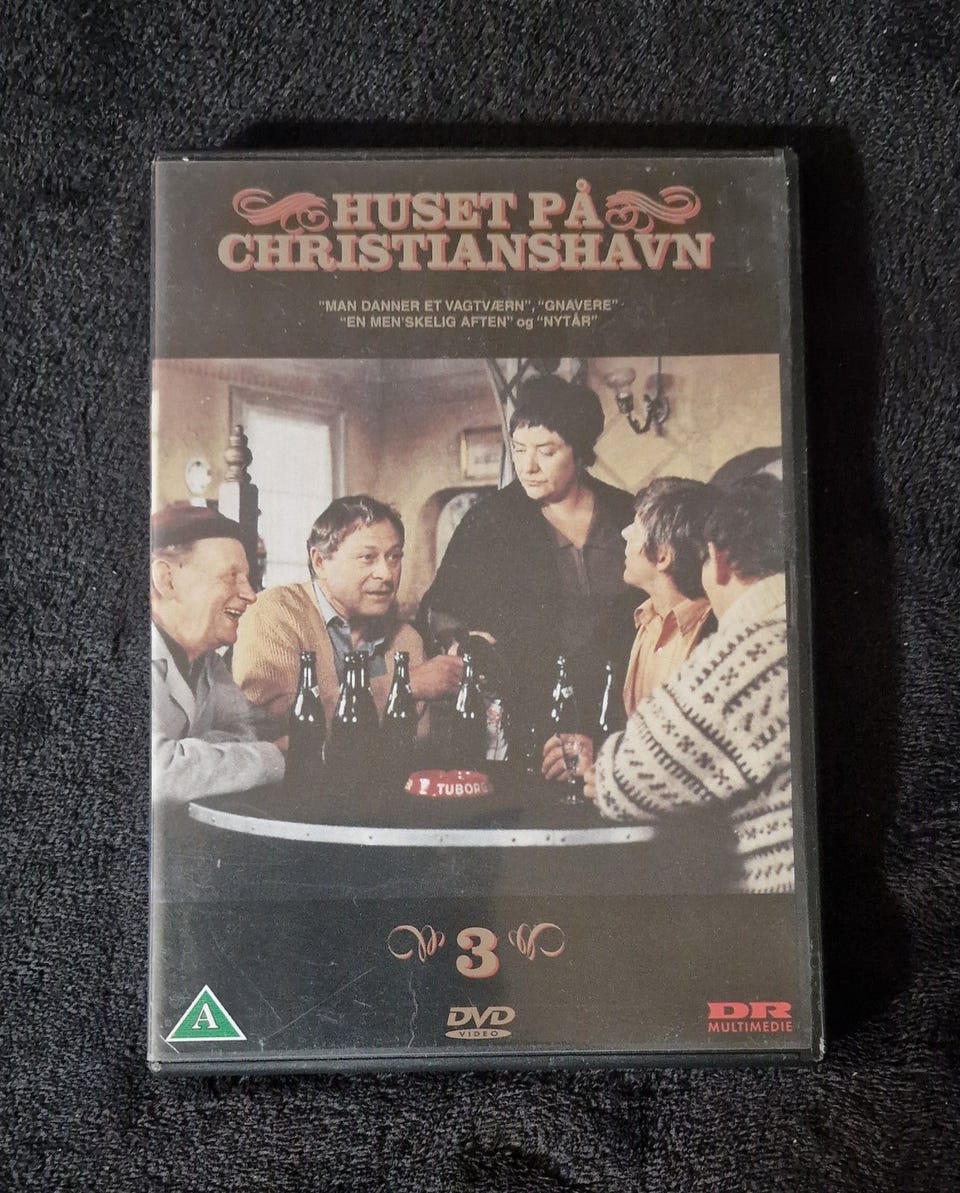 HUSET PÅ
CHRISTIANSHAVN
"MAN DANNER ET VAGTVÆRN", "GNAVERE"
"EN MEN'SKELIG AFTEN" og "NYTÅR"
TUBORG
3
A
DVD
VIDEO
DR
MULTIMEDIE